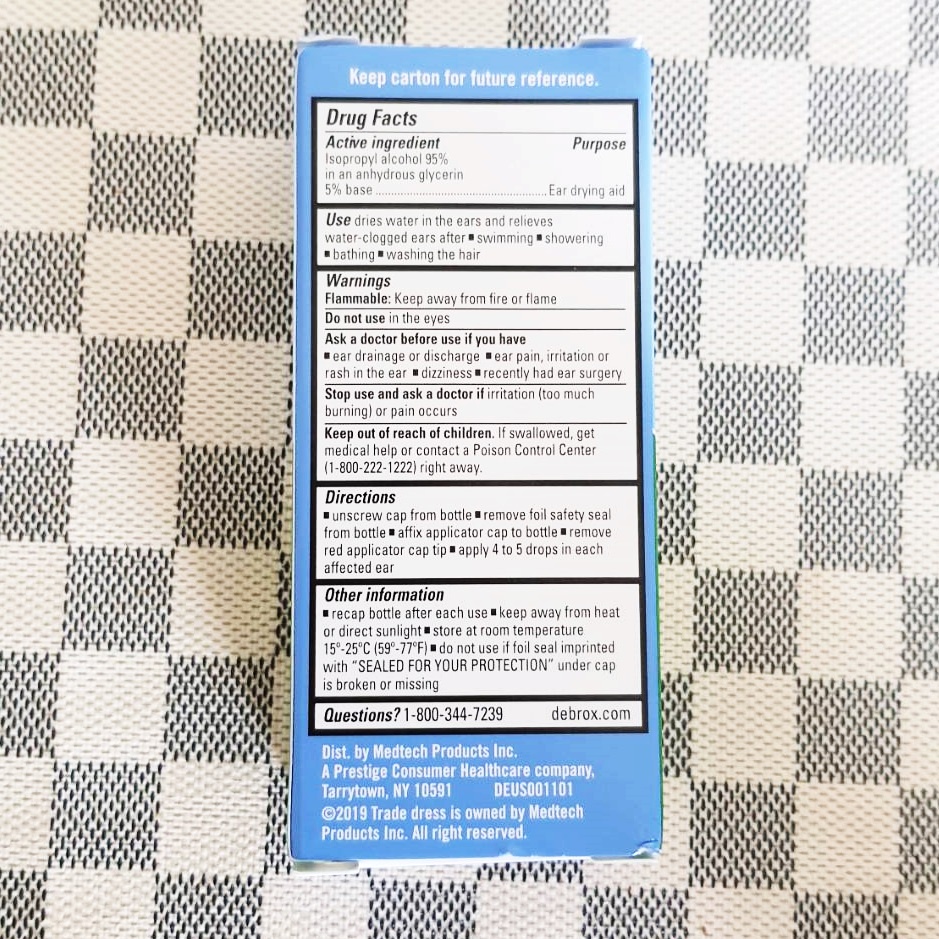 Keep carton for future reference.
Drug Facts
Active ingredient Purpose
Isopropyl alcohol 95%
in an anhydrous glycerin
5% base ........................................ Ear drying aid
Use dries water in the ears and relieves
water-clogged ears after ■ swimming ■ showering
■ bathing ■ washing the hair
Warnings
Flammable: Keep away from fire or flame
Do not use in the eyes
Ask a doctor before use if you have
■ ear drainage or discharge ■ ear pain, irritation or
rash in the ear ■ dizziness ■ recently had ear surgery
Stop use and ask a doctor if irritation (too much
burning) or pain occurs
Keep out of reach of children. If swallowed, get
medical help or contact a Poison Control Center
(1-800-222-1222) right away.
Directions
■ unscrew cap from bottle ■ remove foil safety seal
from bottle ■ affix applicator cap to bottle ■ remove
red applicator cap tip ■ apply 4 to 5 drops in each
affected ear
Other information
■ recap bottle after each use ■ keep away from heat
or direct sunlight ■ store at room temperature
15°-25°C (59°-77°F) ■ do not use if foil seal imprinted
with "SEALED FOR YOUR PROTECTION" under cap
is broken or missing
Questions? 1-800-344-7239 debrox.com
Dist. by Medtech Products Inc.
A Prestige Consumer Healthcare company,
Tarrytown, NY 10591 DEUS001101
©2019 Trade dress is owned by Medtech
Products Inc. All right reserved.